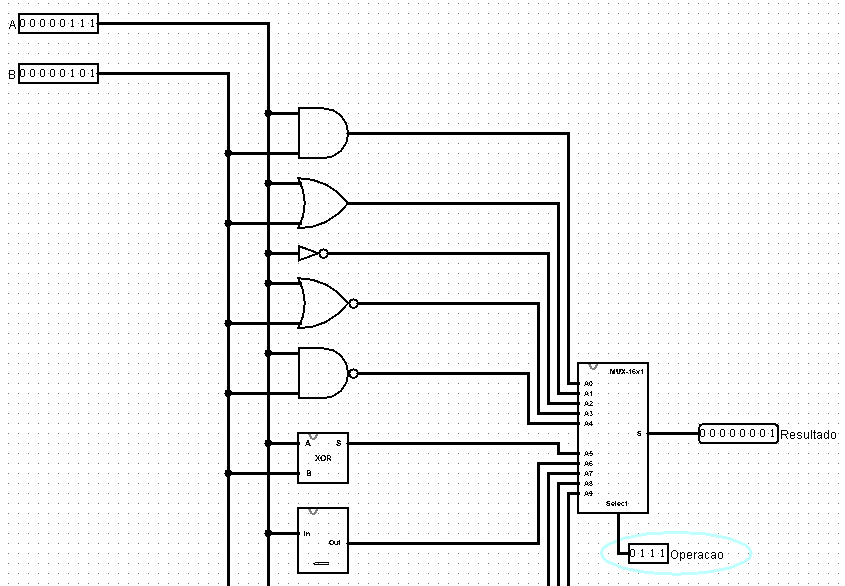 A 0 0 0 0 0 1 1 1
B 0 0 0 0 0 1 0 1
MUX-16x1
A0
A1
A2
A3
A4
A S
XOR
B
S
0 0 0 0 0 0 0 1 Resultado
A5
A6
A7
A8
A9
Select
In
Out
0 1 1 1 Operacao